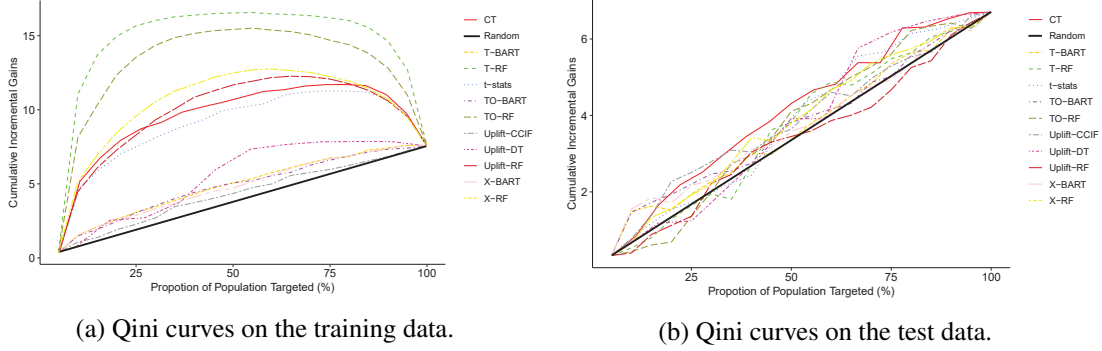 Cumulative Incremental Gains
15
10
5
0
25
50
75
100
Propotion of Population Targeted (%)
CT
Random
T−BART
T−RF
t−stats
TO−BART
TO−RF
Uplift−CCIF
Uplift−DT
Uplift−RF
X−BART
X−RF
(a) Qini curves on the training data.
Cumulative Incremental Gains
6
4
2
25
50
75
100
Propotion of Population Targeted (%)
CT
Random
T−BART
T−RF
t−stats
TO−BART
TO−RF
Uplift−CCIF
Uplift−DT
Uplift−RF
X−BART
X−RF
(b) Qini curves on the test data.